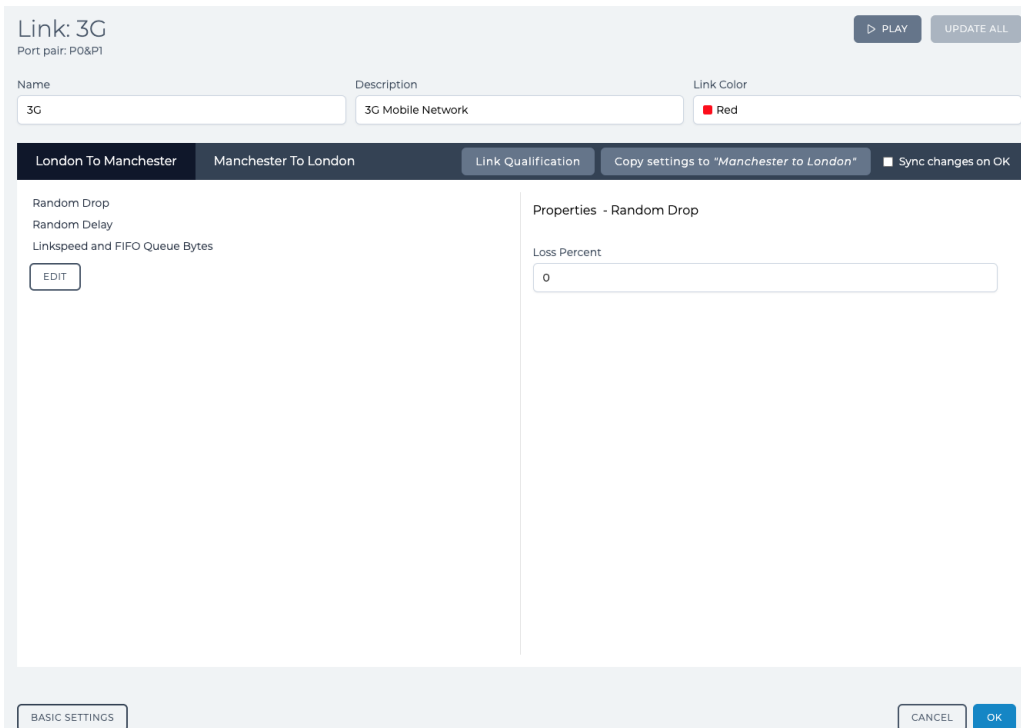 Link: 3G
PLAY
UPDATE ALL
Port pair: P0&P1
Name
Description
Link Color
3G
3G Mobile Network
Red
London To Manchester
Manchester To London
Link Qualification
Copy settings to "Manchester to London"
Sync changes on OK
Random Drop
Random Delay
Linkspeed and FIFO Queue Bytes
EDIT
Properties - Random Drop
Loss Percent
0
BASIC SETTINGS
CANCEL
OK